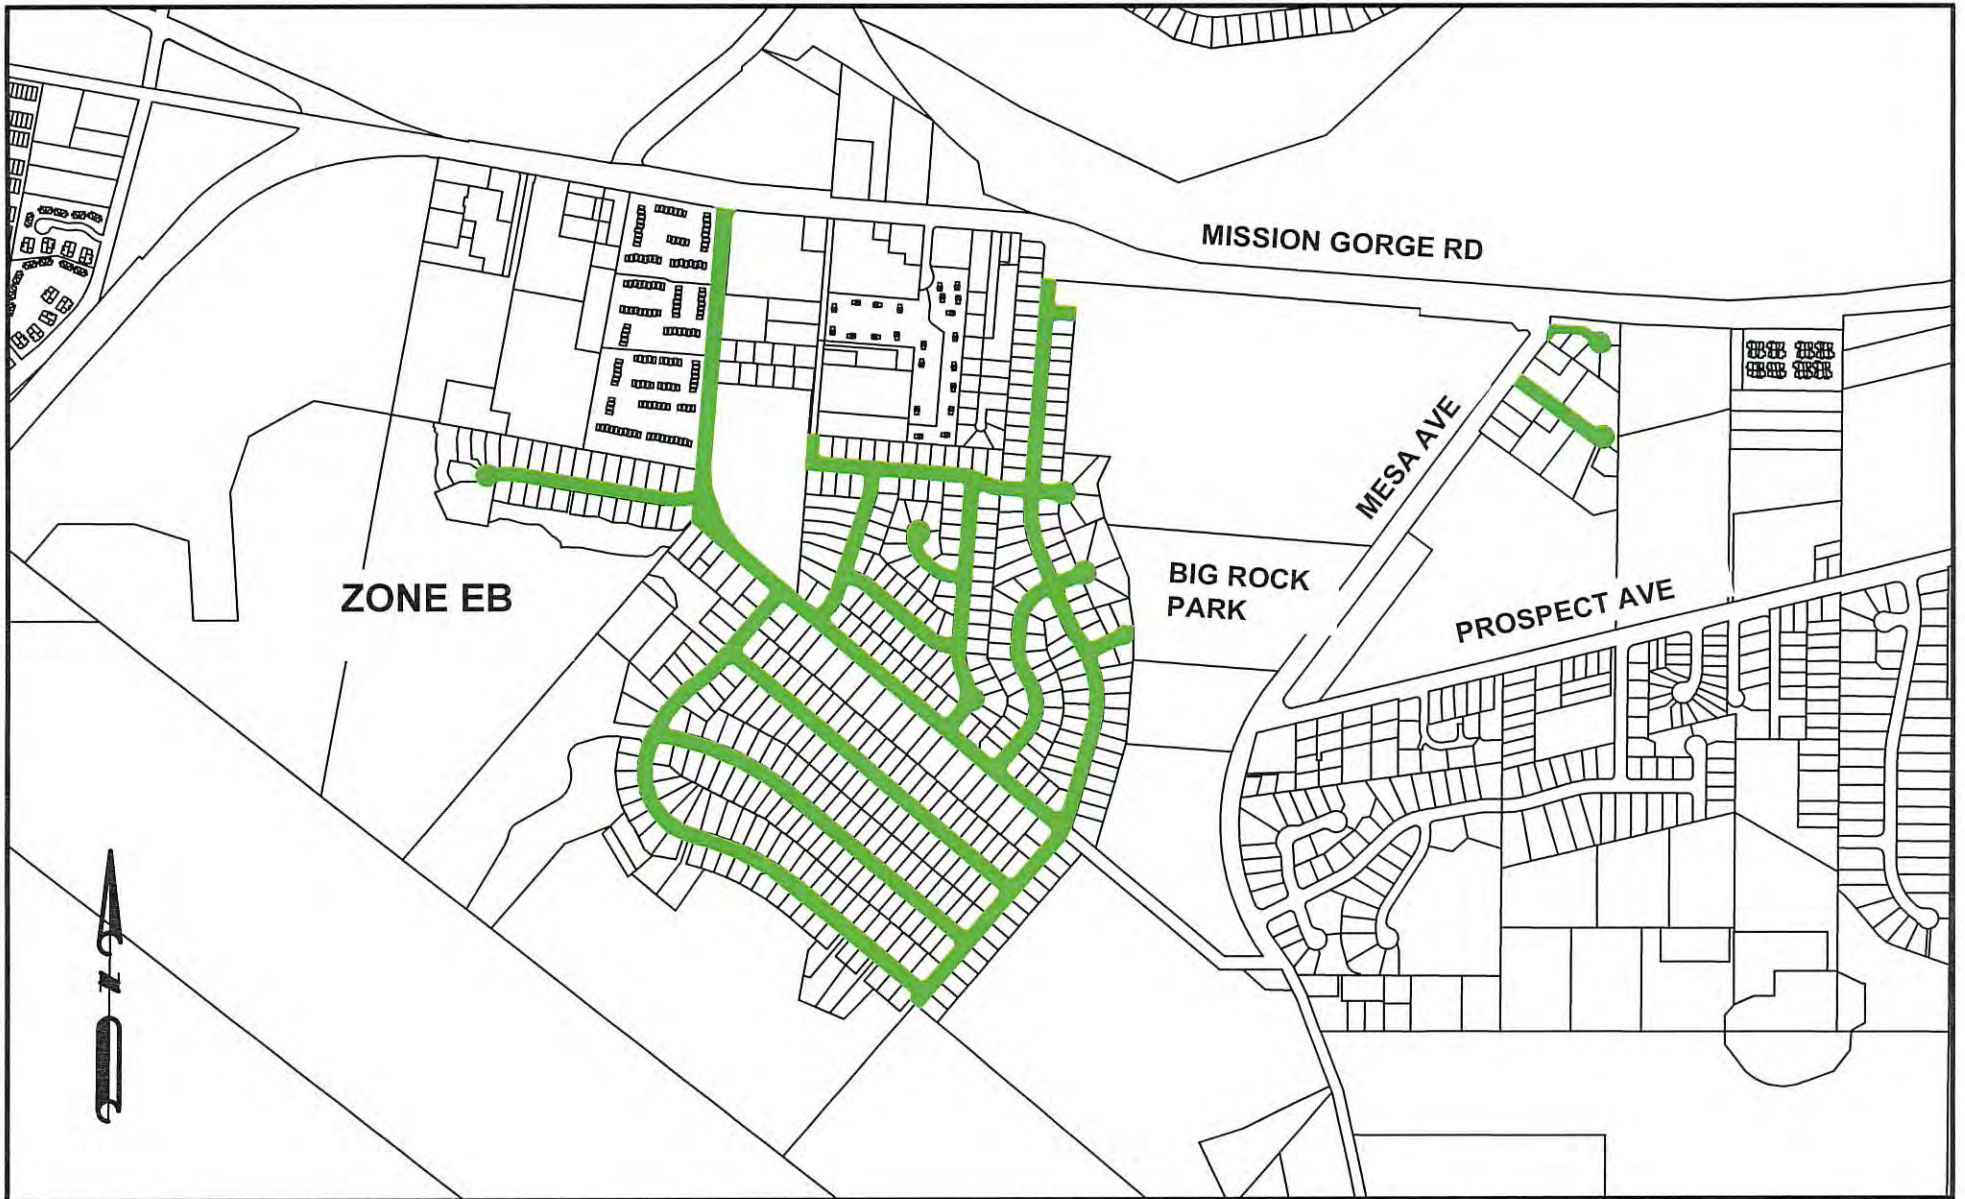 MISSION GORGE RD
MESA AVE
BIG ROCK
PARK
ZONE EB
PROSPECT AVE
N